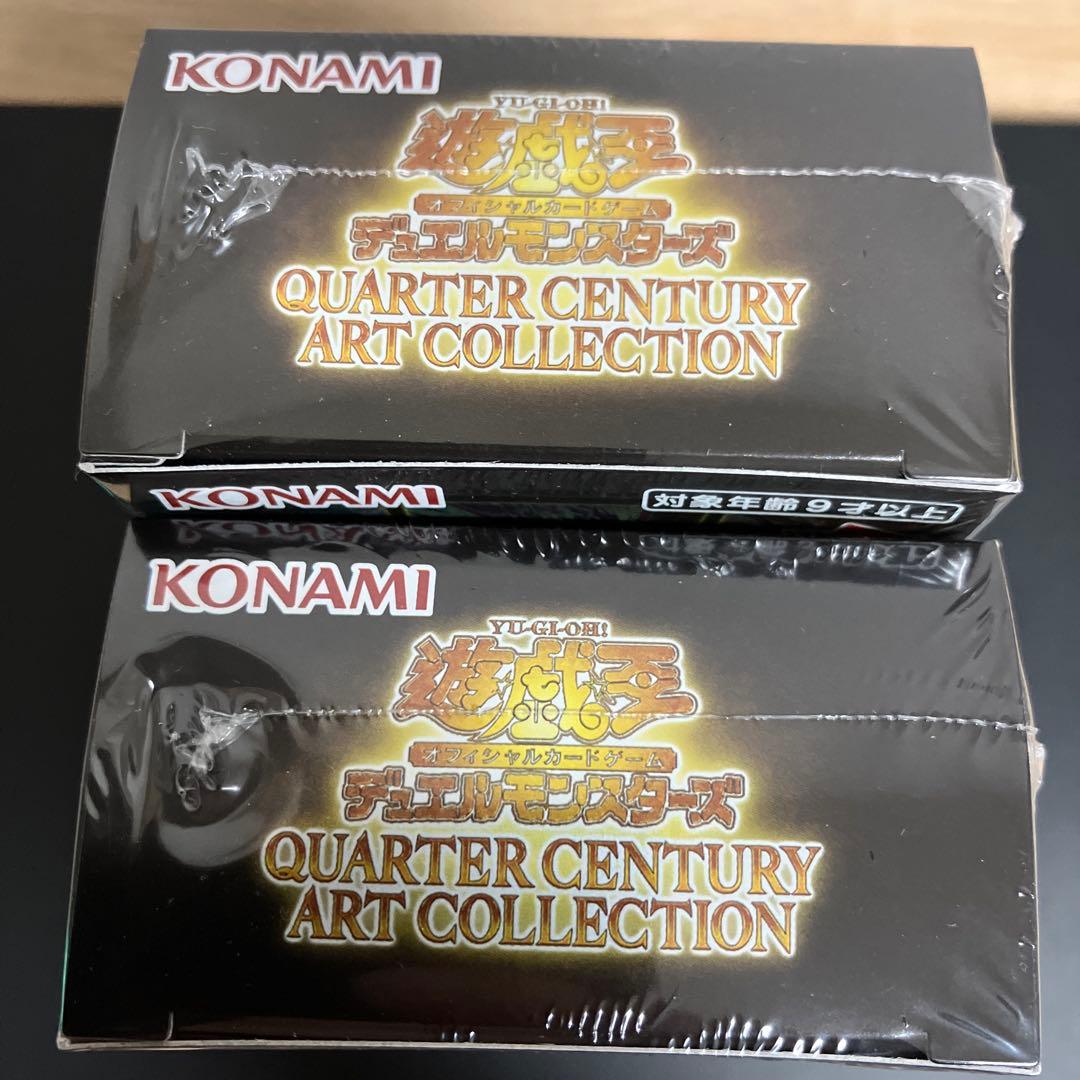 KONAMI
YU-GI-OH!
遊戯王
オフィシャルカードゲーム
デュエルモンスターズ
QUARTER CENTURY
ART COLLECTION
KONAMI
対象年齢9才以上
KONAMI
YU-GI-OH!
遊戯王
オフィシャルカードゲーム
デュエルモンスターズ
QUARTER CENTURY
ART COLLECTION